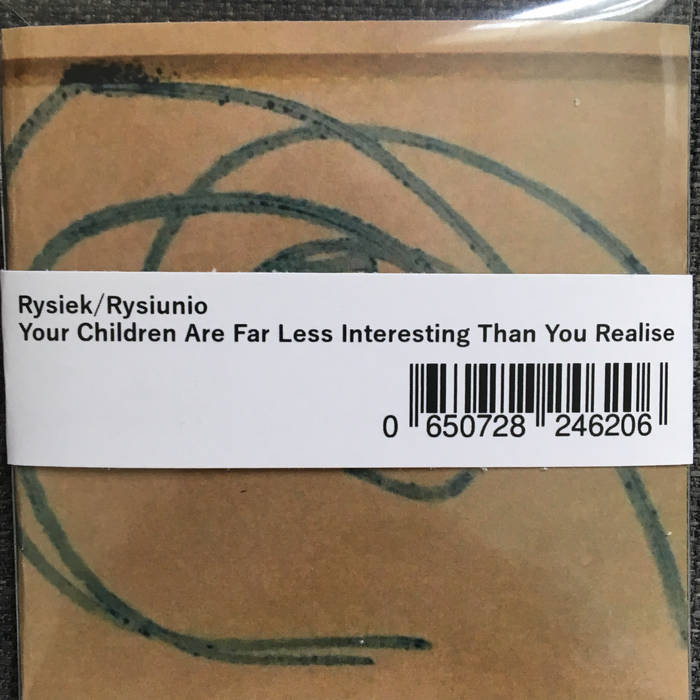 Rysiek/Rysiunio
Your Children Are Far Less Interesting Than You Realise
0 650728 246206